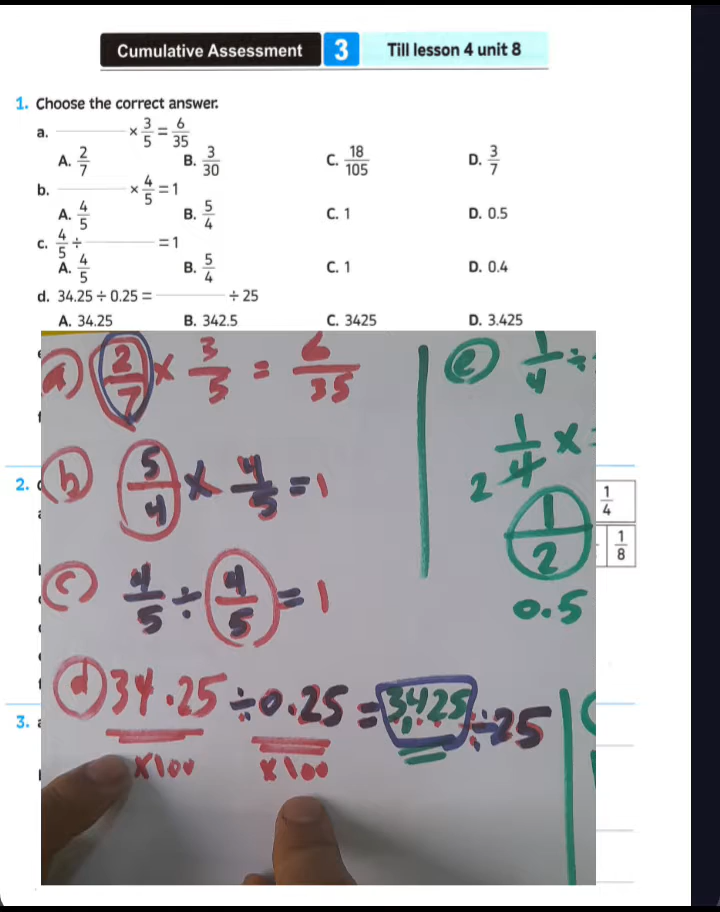 Cumulative Assessment 3 Till lesson 4 unit 8
1. Choose the correct answer.
a. ______ × 3/5 = 6/35
A. 2/7 B. 3/30 C. 18/105 D. 3/7
b. ______ × 4/5 = 1
A. 4/5 B. 5/4 C. 1 D. 0.5
c. 4/5 ÷ ______ = 1
A. 4/5 B. 5/4 C. 1 D. 0.4
d. 34.25 ÷ 0.25 = ______ ÷ 25
A. 34.25 B. 342.5 C. 3425 D. 3.425
a) 2/7 × 3/5 = 6/35
b) 5/4 × 4/5 = 1
c) 4/5 ÷ 4/5 = 1
d) 34.25 ÷ 0.25 = 3425 ÷ 25
×100 ×100
e) 1/4 ÷
1/4 ×
2
1/2
0.5
2.
1/4
1/8
3.